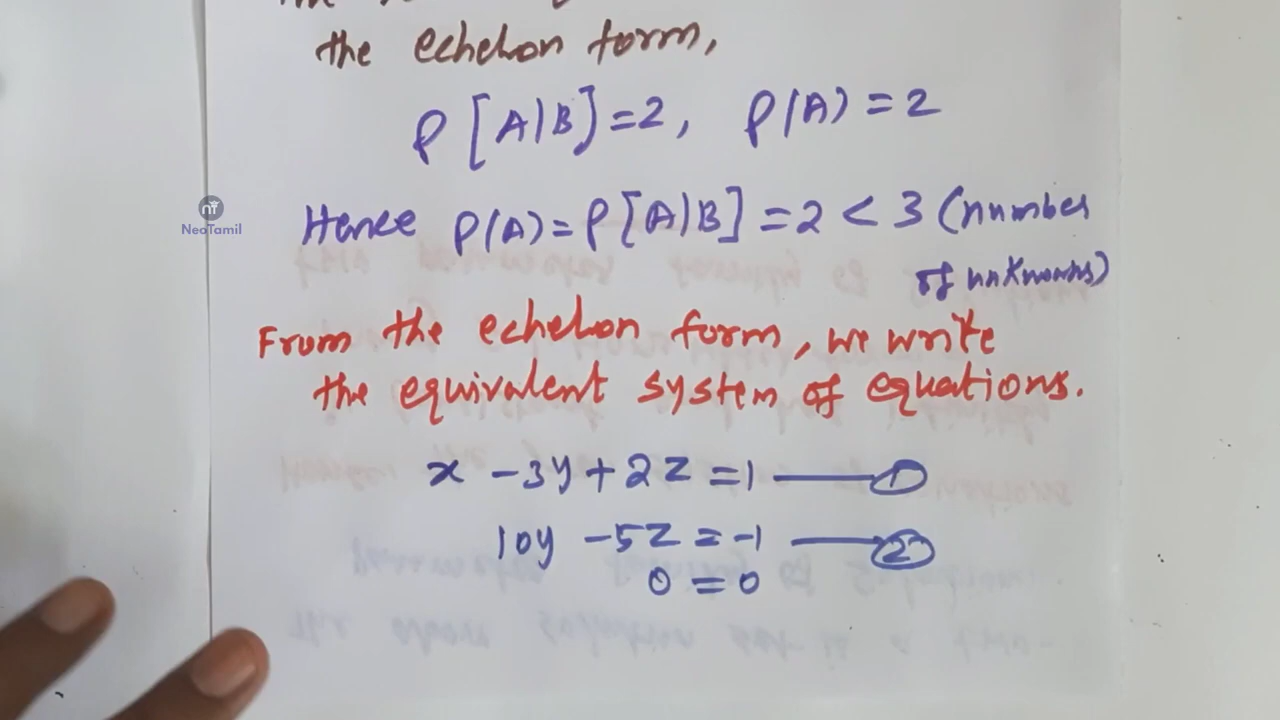 the echelon form,
ρ [A|B] = 2, ρ(A) = 2
Hence ρ(A) = ρ[A|B] = 2 < 3 (number
of unknowns)
NeoTamil
From the echelon form, we write
the equivalent system of equations.
x - 3y + 2z = 1 —— ①
10y - 5z = -1 —— ②
0 = 0